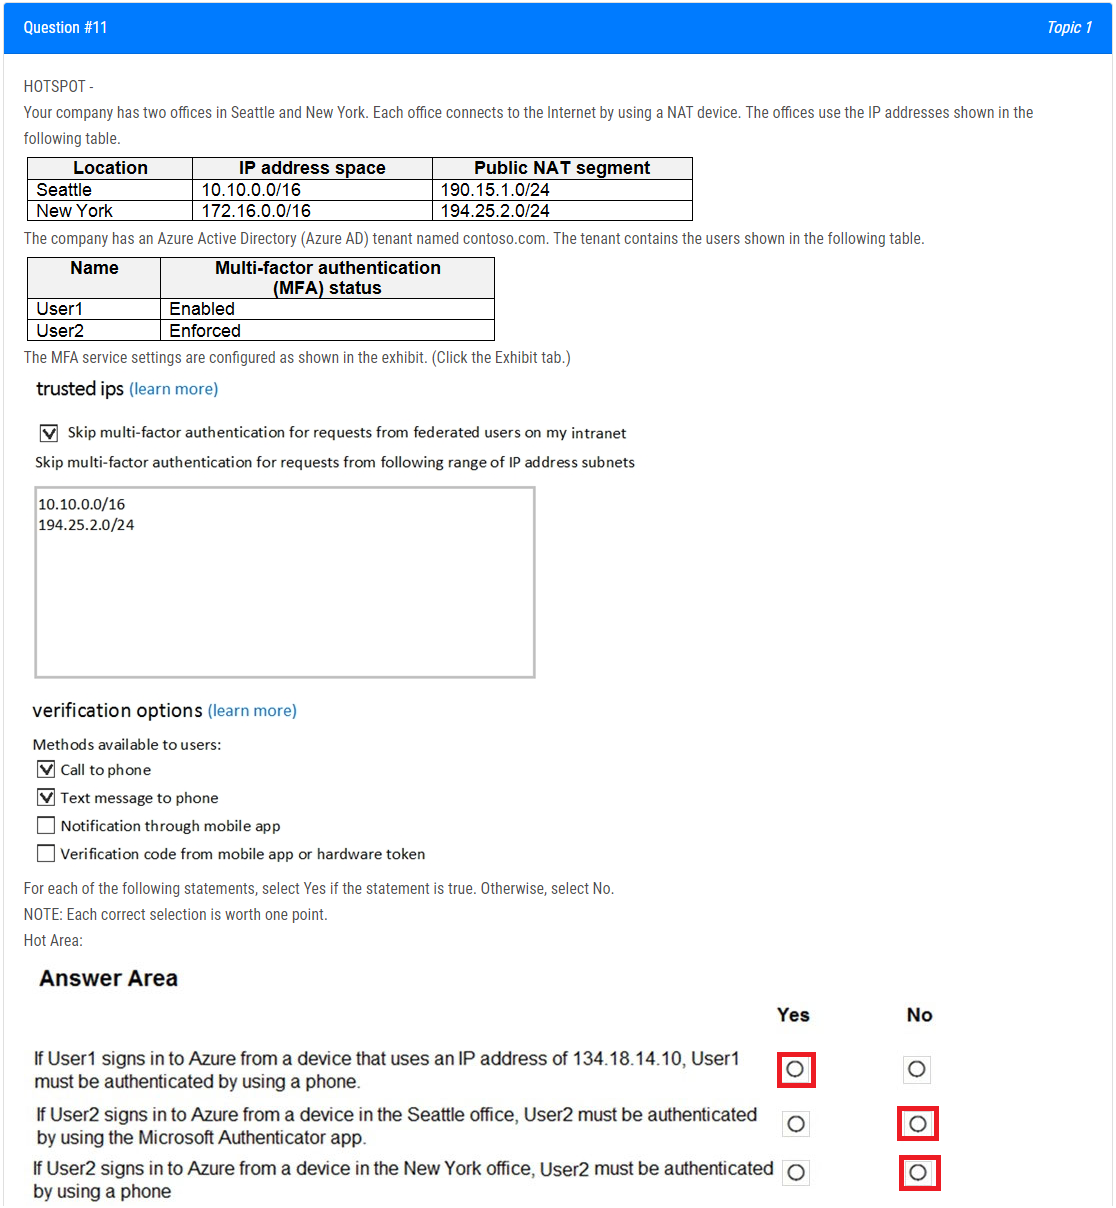 Question #11
Topic 1
HOTSPOT -
Your company has two offices in Seattle and New York. Each office connects to the Internet by using a NAT device. The offices use the IP addresses shown in the
following table.
Location IP address space Public NAT segment
Seattle 10.10.0.0/16 190.15.1.0/24
New York 172.16.0.0/16 194.25.2.0/24
The company has an Azure Active Directory (Azure AD) tenant named contoso.com. The tenant contains the users shown in the following table.
Name Multi-factor authentication
(MFA) status
User1 Enabled
User2 Enforced
The MFA service settings are configured as shown in the exhibit. (Click the Exhibit tab.)
trusted ips (learn more)
Skip multi-factor authentication for requests from federated users on my intranet
Skip multi-factor authentication for requests from following range of IP address subnets
10.10.0.0/16
194.25.2.0/24
verification options (learn more)
Methods available to users:
Call to phone
Text message to phone
Notification through mobile app
Verification code from mobile app or hardware token
For each of the following statements, select Yes if the statement is true. Otherwise, select No.
NOTE: Each correct selection is worth one point.
Hot Area:
Answer Area
Yes No
If User1 signs in to Azure from a device that uses an IP address of 134.18.14.10, User1
must be authenticated by using a phone.
If User2 signs in to Azure from a device in the Seattle office, User2 must be authenticated
by using the Microsoft Authenticator app.
If User2 signs in to Azure from a device in the New York office, User2 must be authenticated
by using a phone